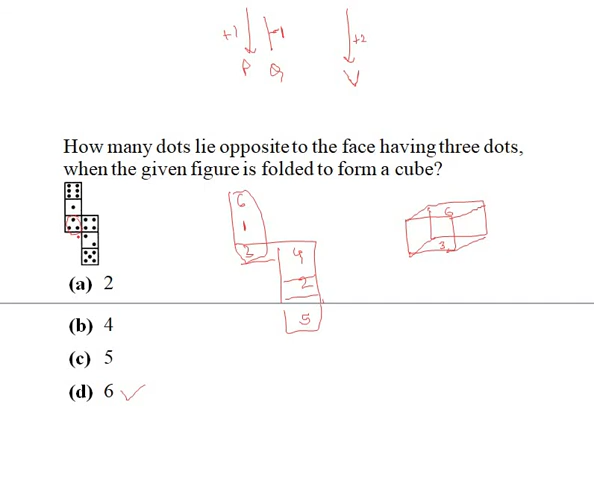 +1 -1 +2
P Q V
How many dots lie opposite to the face having three dots,
when the given figure is folded to form a cube?
6
1
3 4
2
5
6
3
(a) 2
(b) 4
(c) 5
(d) 6